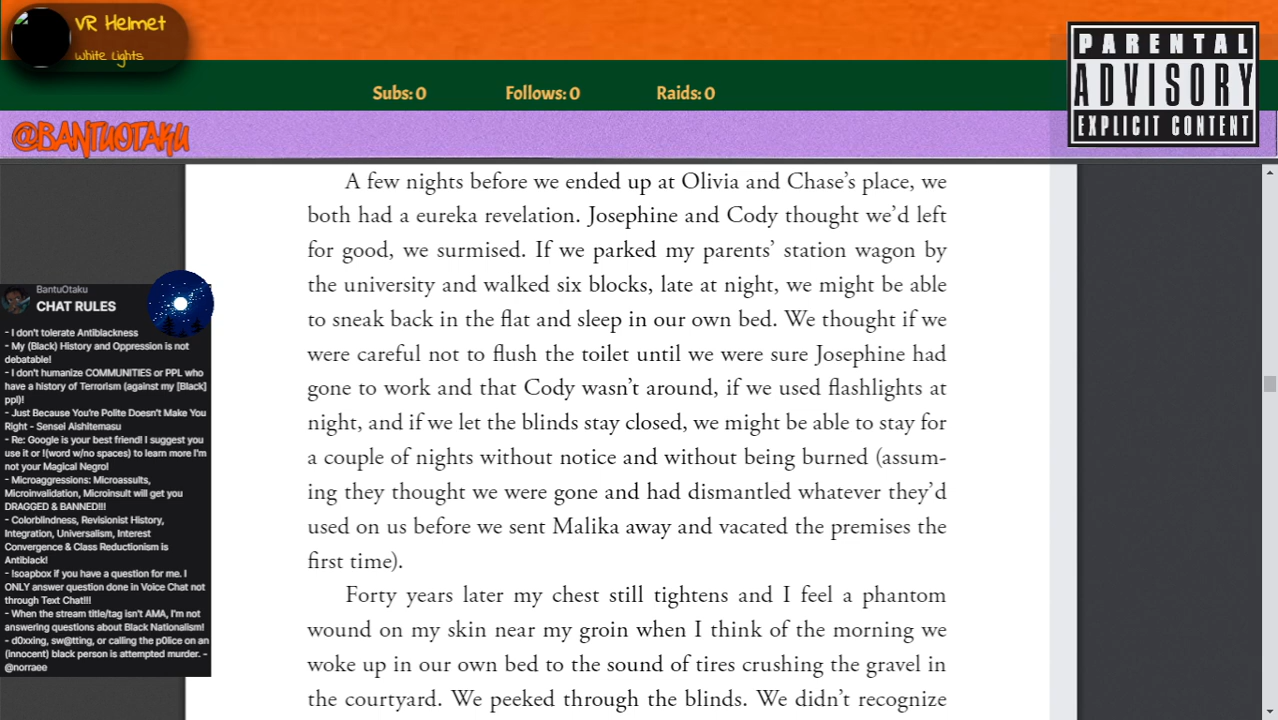 VR Helmet
White Lights
PARENTAL
ADVISORY
EXPLICIT CONTENT
Subs: 0
Follows: 0
Raids: 0
@BANTUOTAKU
BantuOtaku
CHAT RULES
- I don't tolerate Antiblackness
- My (Black) History and Oppression is not
debatable!
- I don't humanize COMMUNITIES or PPL who
have a history of Terrorism (against my [Black]
ppl)!
- Just Because You're Polite Doesn't Make You
Right - Sensei Aishitemasu
- Re: Google is your best friend! I suggest you
use it or !(word w/no spaces) to learn more I'm
not your Magical Negro!
- Microaggressions: Microassults,
Microinvalidation, Microinsult will get you
DRAGGED & BANNED!!!
- Colorblindness, Revisionist History,
Integration, Universalism, Interest
Convergence & Class Reductionism is
Antiblack!
- !soapbox if you have a question for me. I
ONLY answer question done in Voice Chat not
through Text Chat!!!
- When the stream title/tag isn't AMA, I'm not
answering questions about Black Nationalism!
- d0xxing, sw@tting, or calling the p0lice on an
(innocent) black person is attempted murder. -
@norraee
A few nights before we ended up at Olivia and Chase's place, we
both had a eureka revelation. Josephine and Cody thought we'd left
for good, we surmised. If we parked my parents' station wagon by
the university and walked six blocks, late at night, we might be able
to sneak back in the flat and sleep in our own bed. We thought if we
were careful not to flush the toilet until we were sure Josephine had
gone to work and that Cody wasn't around, if we used flashlights at
night, and if we let the blinds stay closed, we might be able to stay for
a couple of nights without notice and without being burned (assum-
ing they thought we were gone and had dismantled whatever they'd
used on us before we sent Malika away and vacated the premises the
first time).
Forty years later my chest still tightens and I feel a phantom
wound on my skin near my groin when I think of the morning we
woke up in our own bed to the sound of tires crushing the gravel in
the courtyard. We peeked through the blinds. We didn't recognize